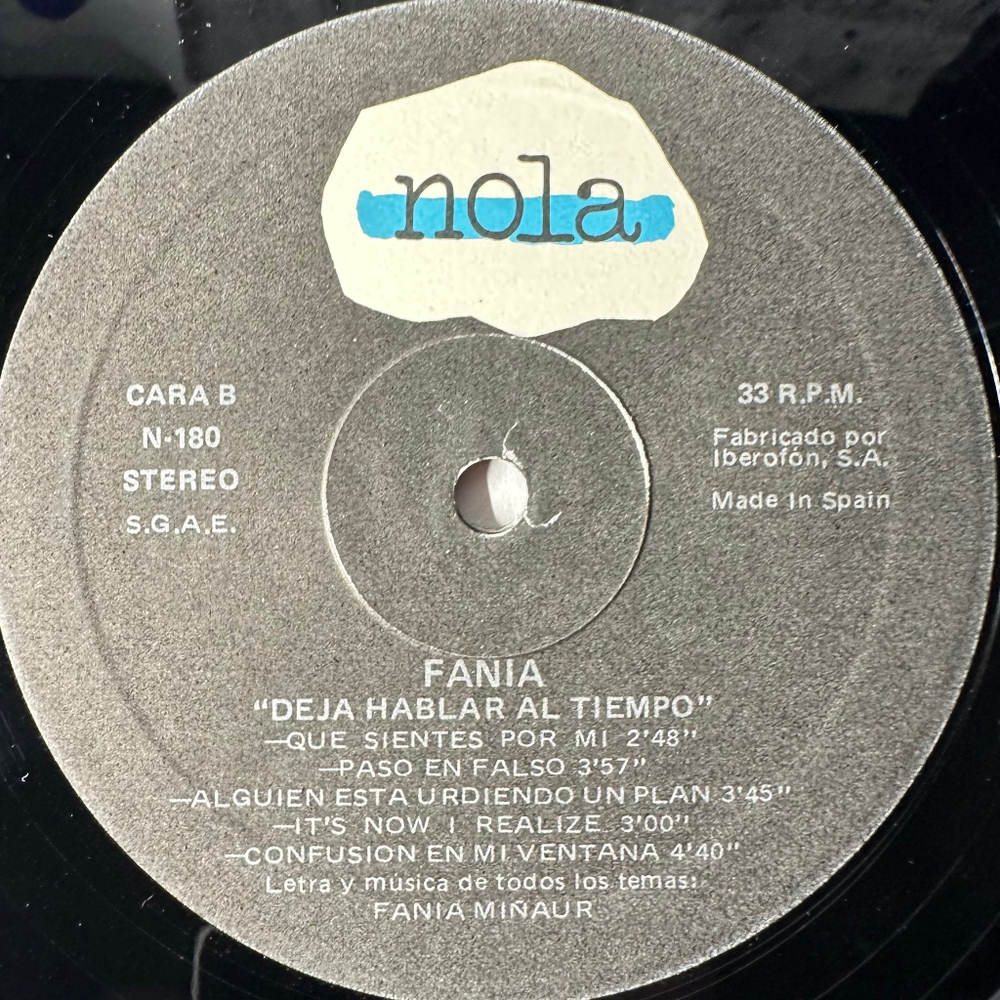 nola
CARA B
N-180
STEREO
S.G.A.E.
33 R.P.M.
Fabricado por
Iberofón, S.A.
Made In Spain
FANIA
“DEJA HABLAR AL TIEMPO”
—QUE SIENTES POR MI 2'48"
—PASO EN FALSO 3'57"
—ALGUIEN ESTA URDIENDO UN PLAN 3'45"
—IT'S NOW I REALIZE 3'00"
—CONFUSION EN MI VENTANA 4'40"
Letra y música de todos los temas:
FANIA MIÑAUR